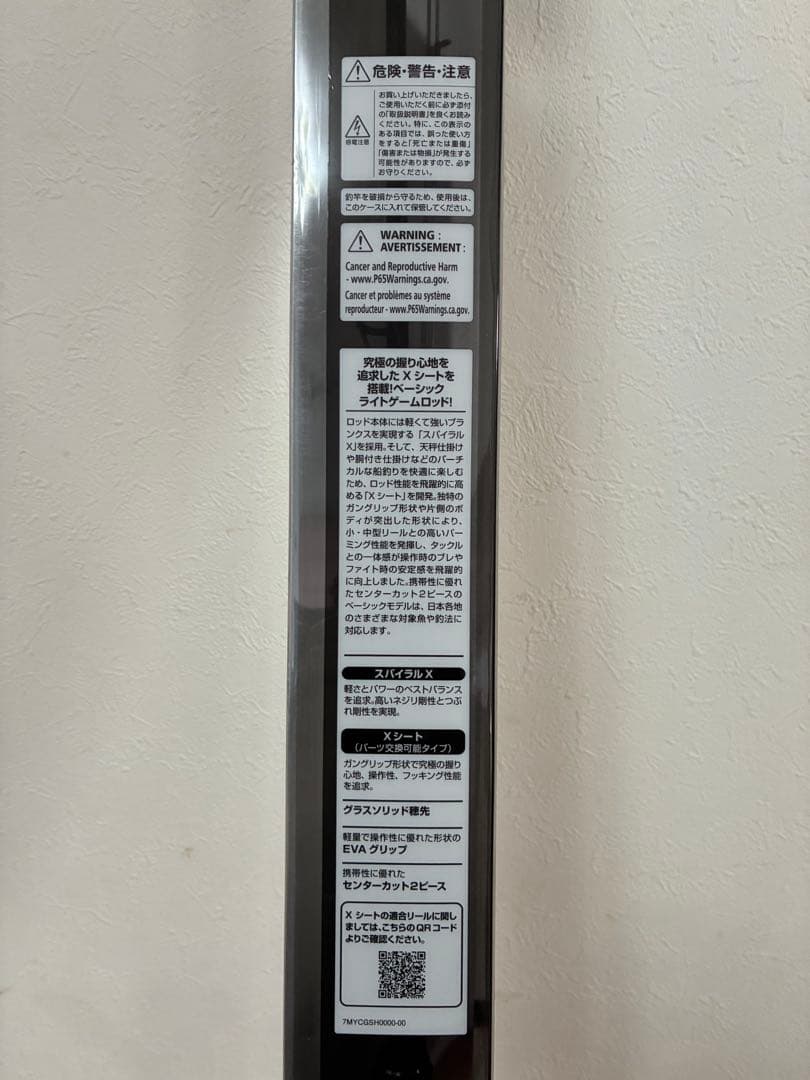 危険・警告・注意
感電注意
お買い上げいただきましたら、
ご使用いただく前に必ず添付
の「取扱説明書」を良くお読み
ください。特に、この表示の
ある項目では、誤った使い方
をすると「死亡または重傷」
「傷害または物損」が発生する
可能性がありますので、必ず
お守りください。
釣竿を破損から守るため、使用後は、
このケースに入れて保管してください。
WARNING :
AVERTISSEMENT :
Cancer and Reproductive Harm
- www.P65Warnings.ca.gov.
Cancer et problèmes au système
reproducteur - www.P65Warnings.ca.gov.
究極の握り心地を
追求した X シートを
搭載!ベーシック
ライトゲームロッド!
ロッド本体には軽くて強いブラ
ンクスを実現する「スパイラル
X」を採用。そして、天秤仕掛け
や胴付き仕掛けなどのバーチ
カルな船釣りを快適に楽しむ
ため、ロッド性能を飛躍的に高
める「X シート」を開発。独特の
ガングリップ形状や片側のボ
ディが突出した形状により、
小・中型リールとの高いパー
ミング性能を発揮し、タックル
との一体感が操作時のブレや
ファイト時の安定感を飛躍的
に向上しました。携帯性に優れ
たセンターカット2ピースの
ベーシックモデルは、日本各地
のさまざまな対象魚や釣法に
対応します。
スパイラル X
軽さとパワーのベストバランス
を追求。高いネジリ剛性とつぶ
れ剛性を実現。
X シート
(パーツ交換可能タイプ)
ガングリップ形状で究極の握り
心地、操作性、フッキング性能
を追求。
グラスソリッド穂先
軽量で操作性に優れた形状の
EVA グリップ
携帯性に優れた
センターカット2ピース
X シートの適合リールに関し
ましては、こちらのQRコード
よりご確認ください。
7MYCGSH0000-00